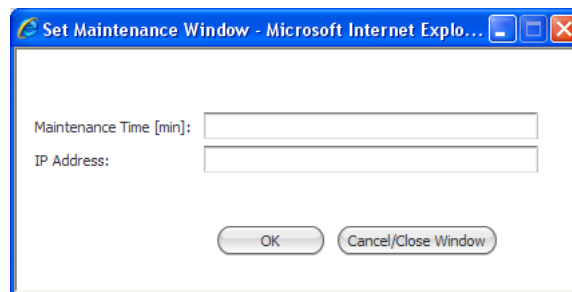 Set Maintenance Window - Microsoft Internet Explo...
Maintenance Time [min]:
IP Address:
OK Cancel/Close Window